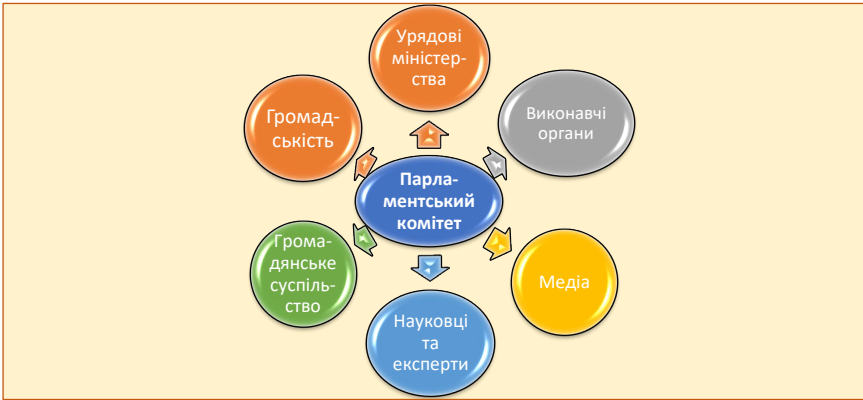 Урядові
міністер-
ства
Громад-
ськість
Виконавчі
органи
Парла-
ментський
комітет
Грома-
дянське
суспіль-
ство
Медіа
Науковці
та
експерти